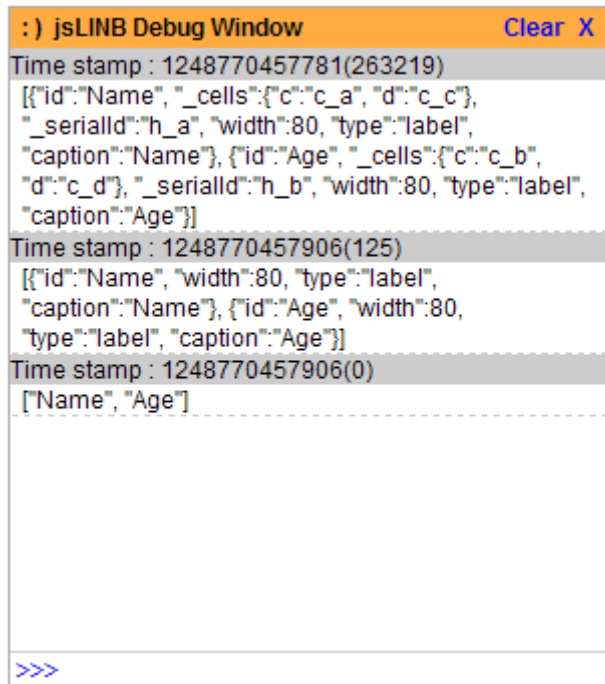 :) jsLINB Debug Window Clear X
Time stamp : 1248770457781(263219)
[{"id":"Name", "_cells":{"c":"c_a", "d":"c_c"},
"_serialId":"h_a", "width":80, "type":"label",
"caption":"Name"}, {"id":"Age", "_cells":{"c":"c_b",
"d":"c_d"}, "_serialId":"h_b", "width":80, "type":"label",
"caption":"Age"}]
Time stamp : 1248770457906(125)
[{"id":"Name", "width":80, "type":"label",
"caption":"Name"}, {"id":"Age", "width":80,
"type":"label", "caption":"Age"}]
Time stamp : 1248770457906(0)
["Name", "Age"]
>>>